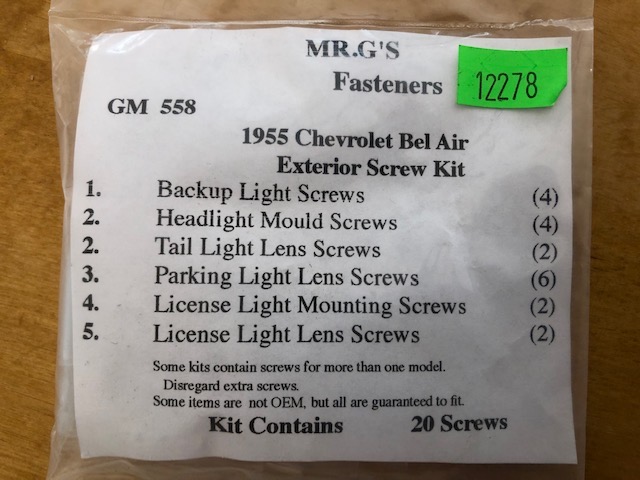 MR.G'S
Fasteners
12278
GM 558
1955 Chevrolet Bel Air
Exterior Screw Kit
1. Backup Light Screws (4)
2. Headlight Mould Screws (4)
2. Tail Light Lens Screws (2)
3. Parking Light Lens Screws (6)
4. License Light Mounting Screws (2)
5. License Light Lens Screws (2)
Some kits contain screws for more than one model.
Disregard extra screws.
Some items are not OEM, but all are guaranteed to fit.
Kit Contains 20 Screws